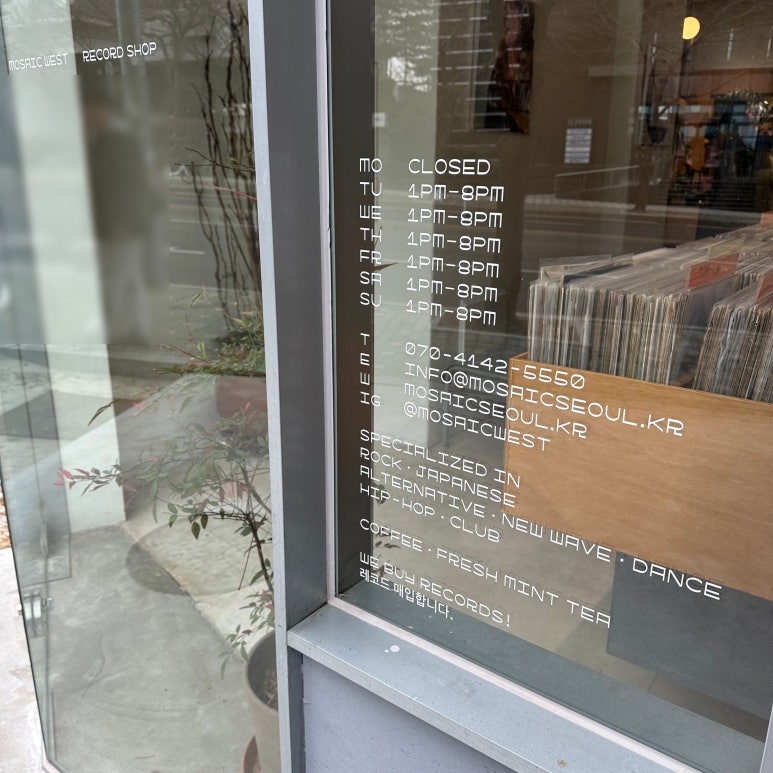 MOSAIC WEST RECORD SHOP
MO CLOSED
TU 1PM-8PM
WE 1PM-8PM
TH 1PM-8PM
FR 1PM-8PM
SA 1PM-8PM
SU 1PM-8PM
T 070-4142-5550
E INFO@MOSAICSEOUL.KR
W MOSAICSEOUL.KR
IG @MOSAICWEST
SPECIALIZED IN
ROCK · JAPANESE
ALTERNATIVE · NEW WAVE · DANCE
HIP-HOP · CLUB
COFFEE · FRESH MINT TEA
WE BUY RECORDS!
레코드 매입합니다.